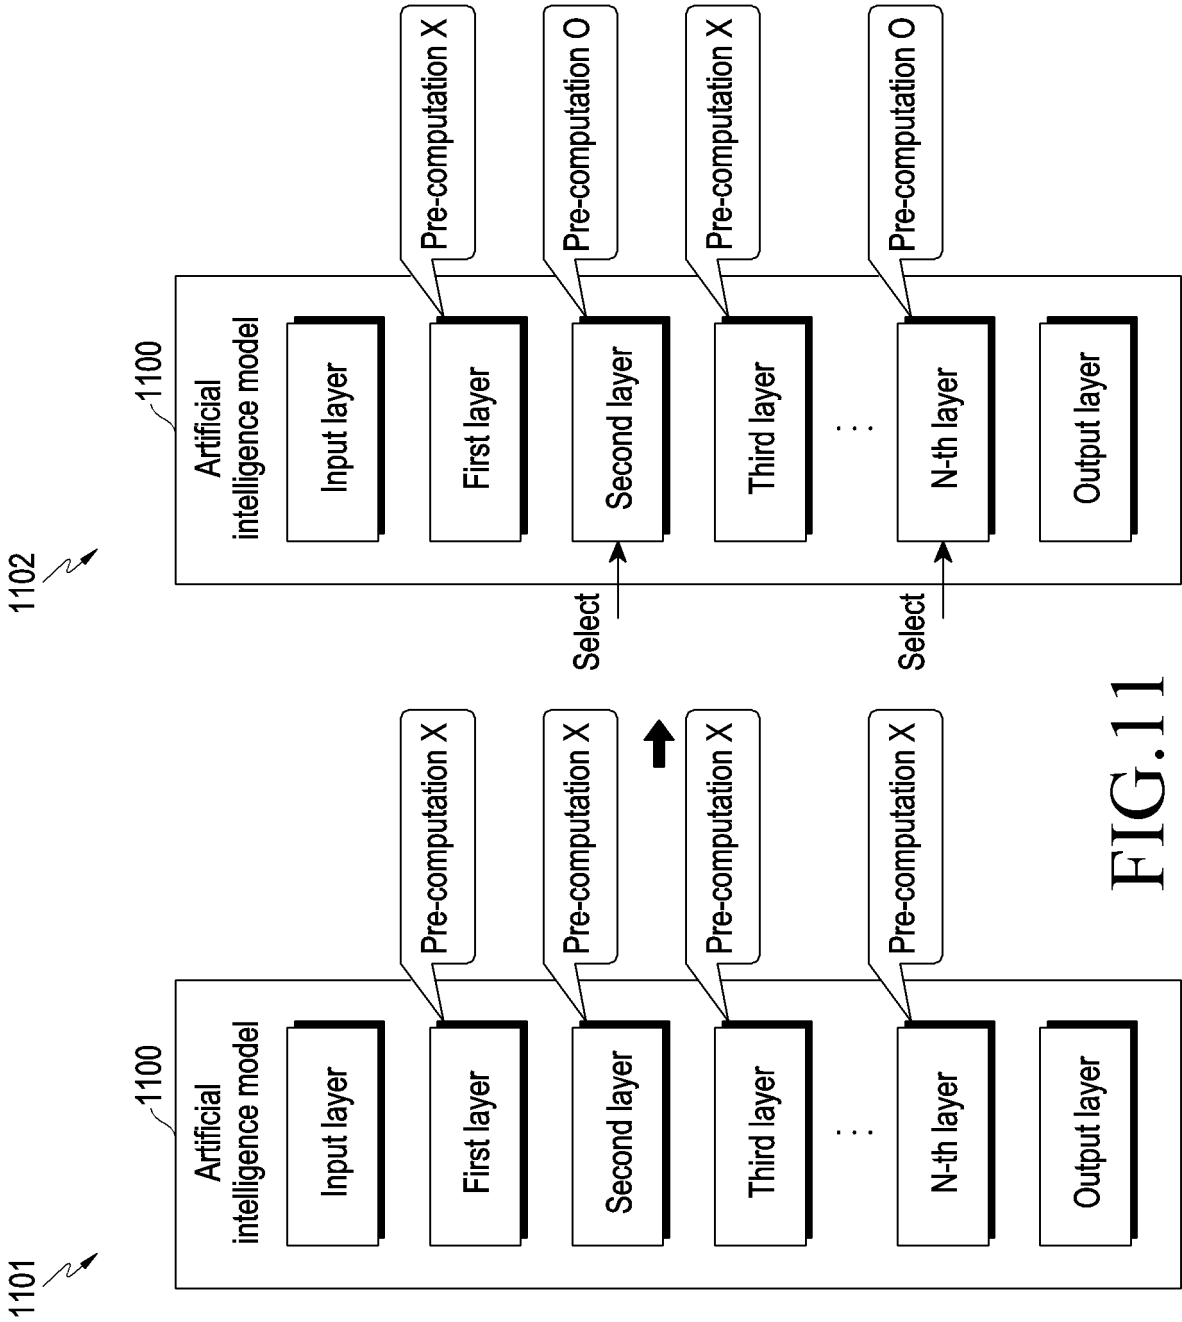 1101
1100
Artificial
intelligence model
Input layer
First layer
Pre-computation X
Second layer
Pre-computation X
Third layer
Pre-computation X
. . .
N-th layer
Pre-computation X
Output layer
1102
1100
Artificial
intelligence model
Input layer
First layer
Pre-computation X
Select
Second layer
Pre-computation O
Third layer
Pre-computation X
. . .
Select
N-th layer
Pre-computation O
Output layer
FIG.11